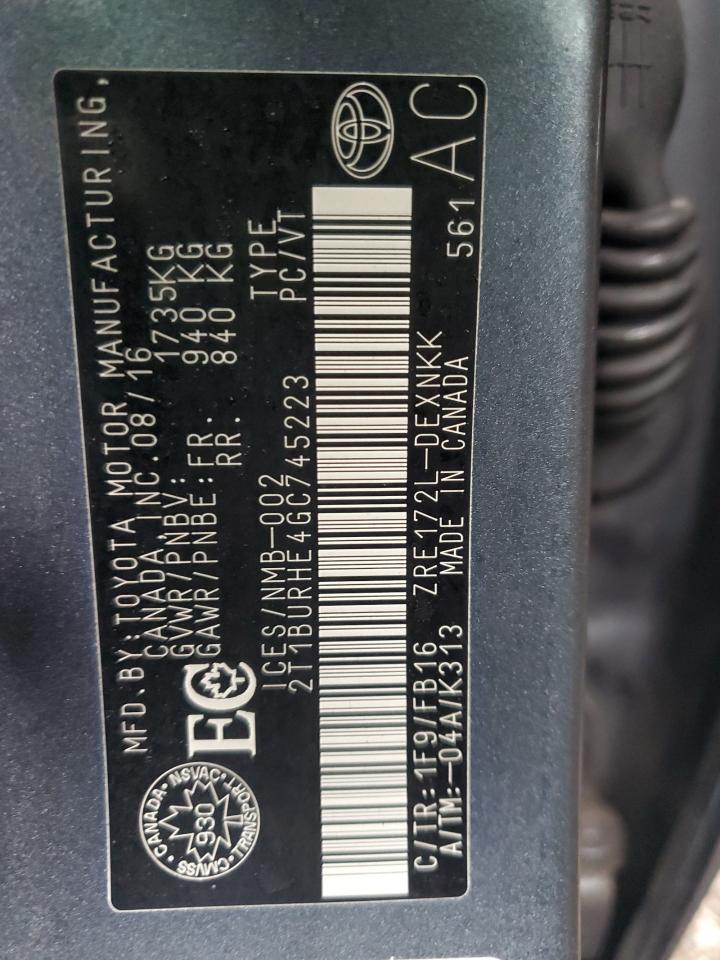 MFD.BY:TOYOTA MOTOR MANUFACTURING,
CANADA,INC.08/16
GVWR/PNBV: 1735KG
GAWR/PNBE:FR. 940 KG
RR. 840 KG
EC
ICES/NMB-002 TYPE
2T1BURHE4GC745223 PC/VT
CANADA · NSVAC · TRANSPORT · CMVSS ·
930
C/TR:1F9/FB16 ZRE172L-DEXNKK
A/TM:-04A/K313 MADE IN CANADA
561 AC